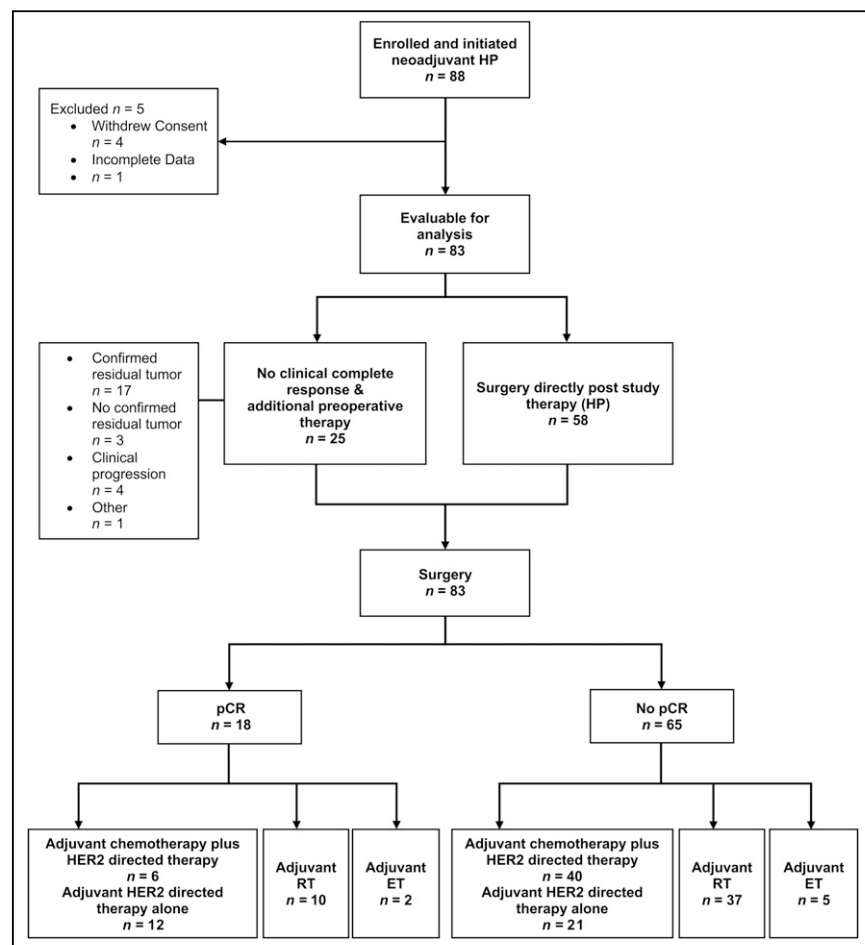 Enrolled and initiated
neoadjuvant HP
n = 88
Excluded n = 5
• Withdrew Consent
n = 4
• Incomplete Data
• n = 1
Evaluable for
analysis
n = 83
• Confirmed
residual tumor
n = 17
• No confirmed
residual tumor
n = 3
• Clinical
progression
n = 4
• Other
n = 1
No clinical complete
response &
additional preoperative
therapy
n = 25
Surgery directly post study
therapy (HP)
n = 58
Surgery
n = 83
pCR
n = 18
No pCR
n = 65
Adjuvant chemotherapy plus
HER2 directed therapy
n = 6
Adjuvant HER2 directed
therapy alone
n = 12
Adjuvant
RT
n = 10
Adjuvant
ET
n = 2
Adjuvant chemotherapy plus
HER2 directed therapy
n = 40
Adjuvant HER2 directed
therapy alone
n = 21
Adjuvant
RT
n = 37
Adjuvant
ET
n = 5